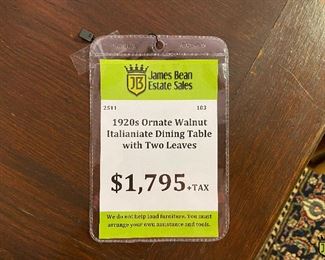 JB
James Bean
Estate Sales
2511 103
1920s Ornate Walnut
Italianiate Dining Table
with Two Leaves
$1,795+TAX
We do not help load furniture. You must
arrange your own assistance and tools.